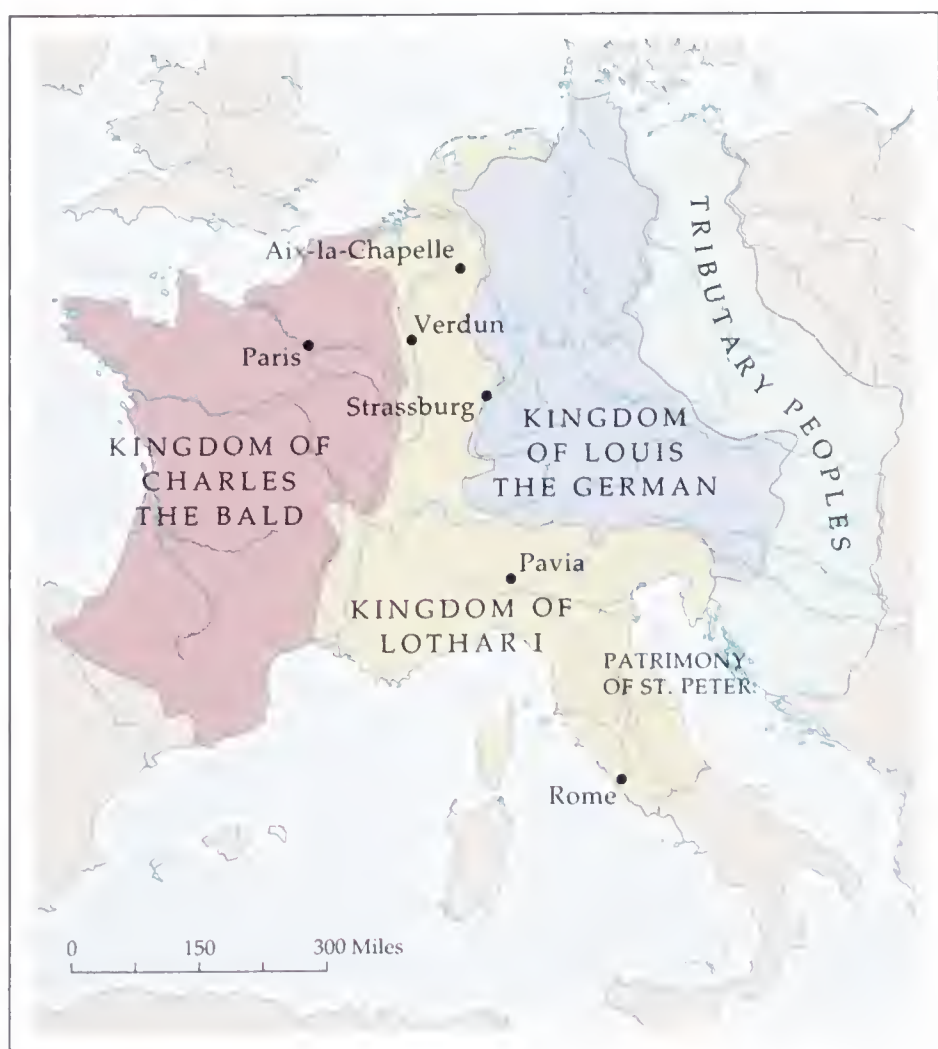 Aix-la-Chapelle
TRIBUTARY PEOPLES
Verdun
Paris
Strassburg
KINGDOM OF
CHARLES
THE BALD
KINGDOM
OF LOUIS
THE GERMAN
Pavia
KINGDOM OF
LOTHAR I
PATRIMONY
OF ST. PETER
Rome
0 150 300 Miles